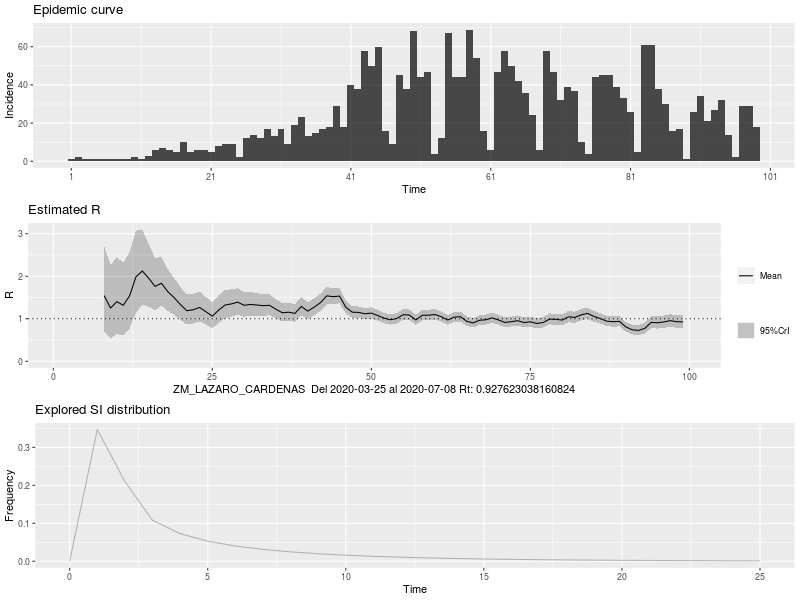 Epidemic curve
60
40
20
0
Incidence
1 21 41 61 81 101
Time
Estimated R
3
2
1
0
R
Mean
95%CrI
0 25 50 75 100
ZM_LAZARO_CARDENAS Del 2020-03-25 al 2020-07-08 Rt: 0.927623038160824
Explored SI distribution
0.3
0.2
0.1
0.0
Frequency
0 5 10 15 20 25
Time